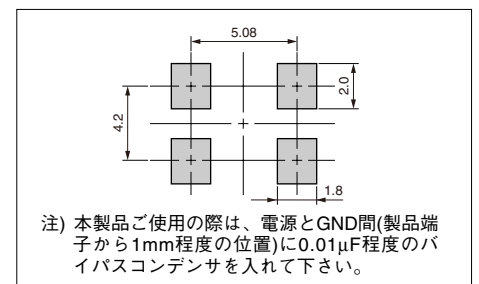 5.08
4.2
2.0
1.8
注) 本製品ご使用の際は、電源とGND間(製品端
子から1mm程度の位置)に0.01μF程度のバ
イパスコンデンサを入れて下さい。